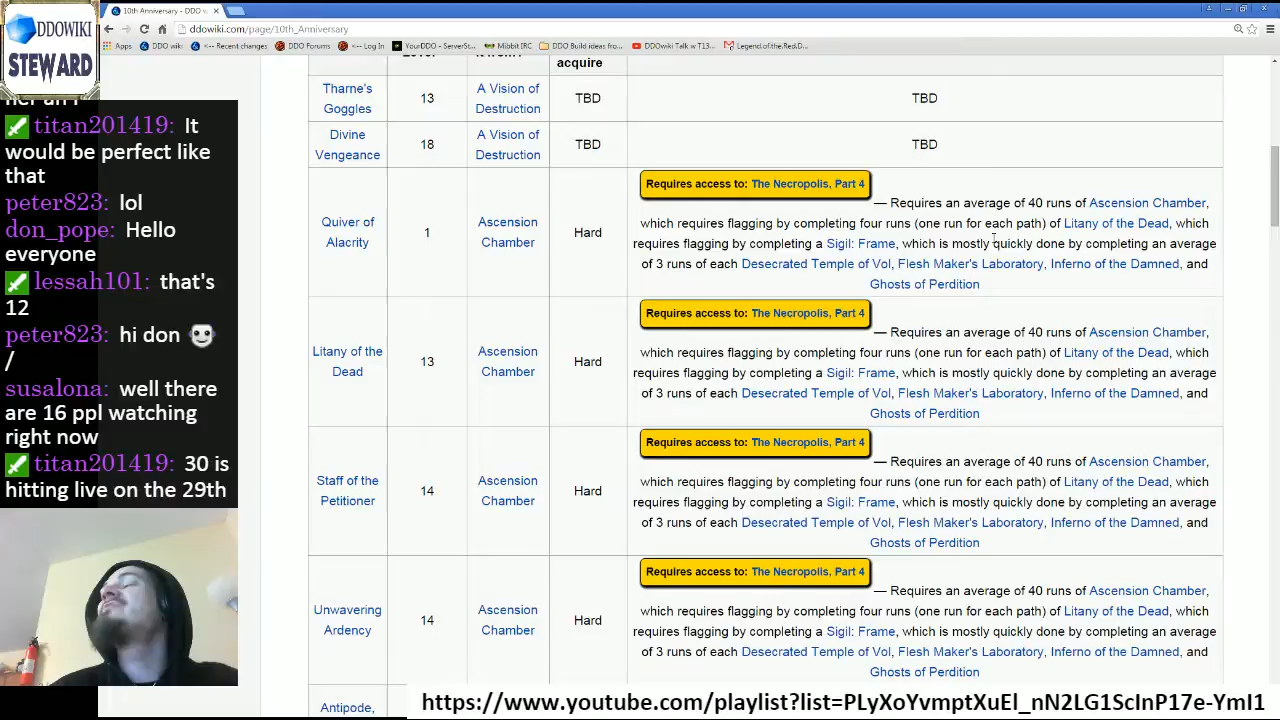 10th Anniversary - DDO v
ddowiki.com/page/10th_Anniversary
Apps
DDO wiki
<-- Recent changes
DDO Forums
<-- Log In
YourDDO - ServerSt...
Mibbit IRC
DDO Build ideas fro...
DDOwiki Talk w T13...
Legend.of.the.Red.D...
DDOWIKI
STEWARD
titan201419: It
would be perfect like
that
peter823: lol
don_pope: Hello
everyone
lessah101: that's
12
peter823: hi don
/
susalona: well there
are 16 ppl watching
right now
titan201419: 30 is
hitting live on the 29th
acquire
Tharne's
Goggles
13
A Vision of
Destruction
TBD
TBD
Divine
Vengeance
18
A Vision of
Destruction
TBD
TBD
Quiver of
Alacrity
1
Ascension
Chamber
Hard
Requires access to: The Necropolis, Part 4
— Requires an average of 40 runs of Ascension Chamber,
which requires flagging by completing four runs (one run for each path) of Litany of the Dead, which
requires flagging by completing a Sigil: Frame, which is mostly quickly done by completing an average
of 3 runs of each Desecrated Temple of Vol, Flesh Maker's Laboratory, Inferno of the Damned, and
Ghosts of Perdition
Litany of the
Dead
13
Ascension
Chamber
Hard
Requires access to: The Necropolis, Part 4
— Requires an average of 40 runs of Ascension Chamber,
which requires flagging by completing four runs (one run for each path) of Litany of the Dead, which
requires flagging by completing a Sigil: Frame, which is mostly quickly done by completing an average
of 3 runs of each Desecrated Temple of Vol, Flesh Maker's Laboratory, Inferno of the Damned, and
Ghosts of Perdition
Staff of the
Petitioner
14
Ascension
Chamber
Hard
Requires access to: The Necropolis, Part 4
— Requires an average of 40 runs of Ascension Chamber,
which requires flagging by completing four runs (one run for each path) of Litany of the Dead, which
requires flagging by completing a Sigil: Frame, which is mostly quickly done by completing an average
of 3 runs of each Desecrated Temple of Vol, Flesh Maker's Laboratory, Inferno of the Damned, and
Ghosts of Perdition
Unwavering
Ardency
14
Ascension
Chamber
Hard
Requires access to: The Necropolis, Part 4
— Requires an average of 40 runs of Ascension Chamber,
which requires flagging by completing four runs (one run for each path) of Litany of the Dead, which
requires flagging by completing a Sigil: Frame, which is mostly quickly done by completing an average
of 3 runs of each Desecrated Temple of Vol, Flesh Maker's Laboratory, Inferno of the Damned, and
Ghosts of Perdition
Antipode,
https://www.youtube.com/playlist?list=PLyXoYvmptXuEl_nN2LG1ScInP17e-YmI1